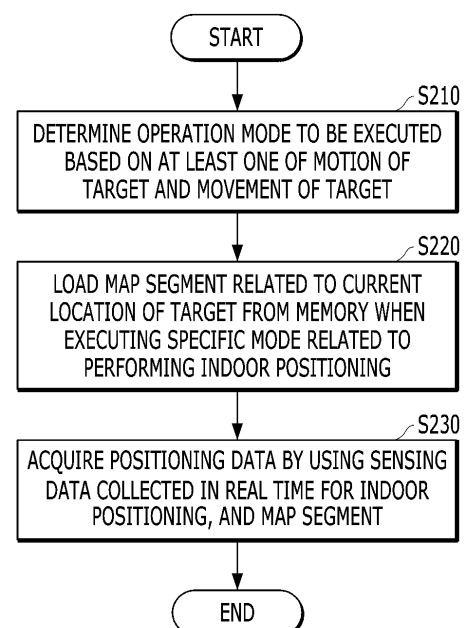 START
S210
DETERMINE OPERATION MODE TO BE EXECUTED
BASED ON AT LEAST ONE OF MOTION OF
TARGET AND MOVEMENT OF TARGET
S220
LOAD MAP SEGMENT RELATED TO CURRENT
LOCATION OF TARGET FROM MEMORY WHEN
EXECUTING SPECIFIC MODE RELATED TO
PERFORMING INDOOR POSITIONING
S230
ACQUIRE POSITIONING DATA BY USING SENSING
DATA COLLECTED IN REAL TIME FOR INDOOR
POSITIONING, AND MAP SEGMENT
END